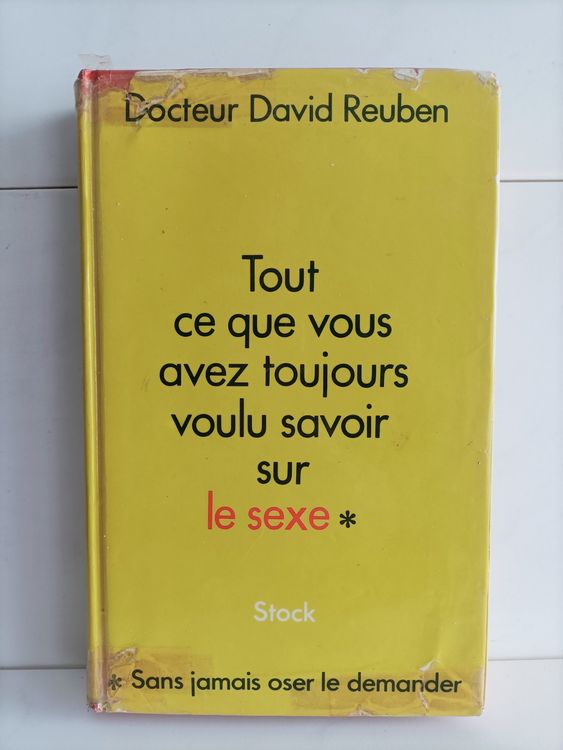 Docteur David Reuben
Tout
ce que vous
avez toujours
voulu savoir
sur
le sexe *
Stock
* Sans jamais oser le demander